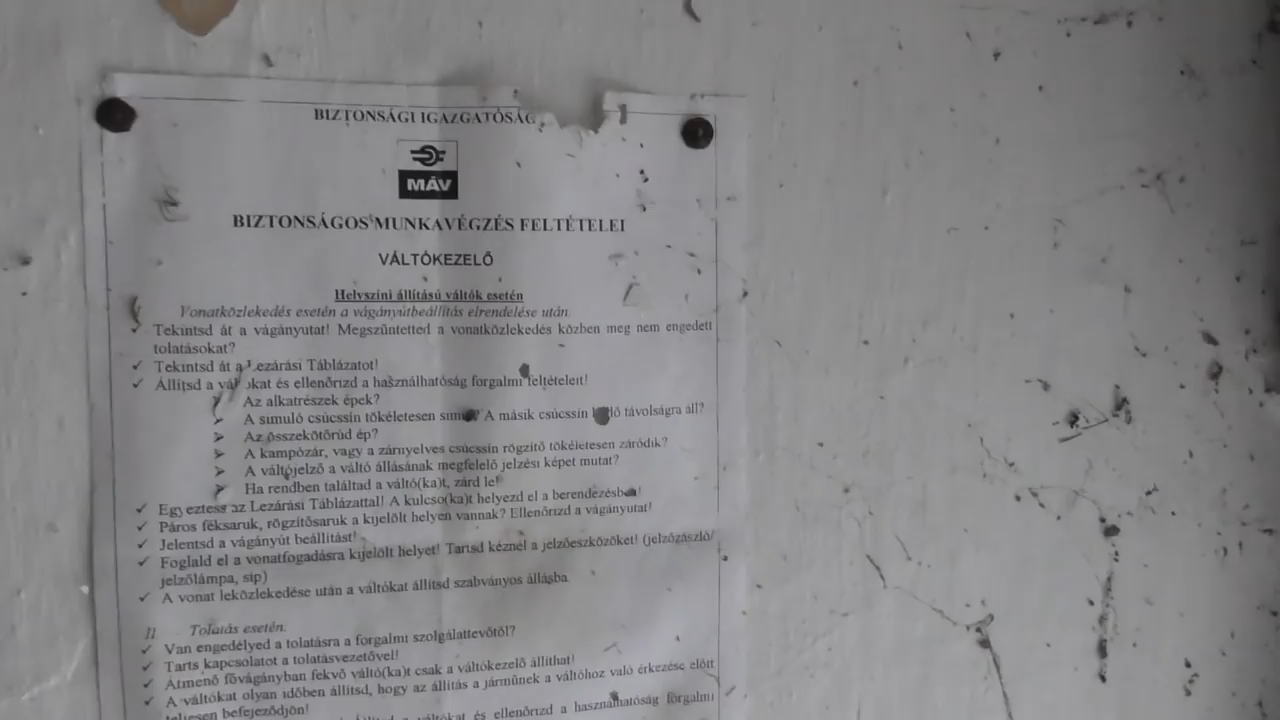 BIZTONSÁGI IGAZGATÓSÁG
MÁV
BIZTONSÁGOS MUNKAVÉGZÉS FELTÉTELEI
VÁLTÓKEZELŐ
Helyszíni állítású váltók esetén
Vonatközlekedés esetén a vágányútbeállítás elrendelése után.
✓ Tekintsd át a vágányutat! Megszűntetted a vonatközlekedés közben meg nem engedett
tolatásokat?
✓ Tekintsd át a Lezárási Táblázatot!
✓ Állítsd a és ellenőrizd a használhatóság forgalmi feltételeit!
➢ Az alkatrészek épek?
➢ A simuló csúcssín tökéletesen A másik csúcssín távolságra áll?
➢ Az összekötőrúd ép?
➢ A kampózár, vagy a zárnyelves csúcssín rögzítő tökéletesen záródik?
➢ A váltójelző a váltó állásának megfelelő jelzési képet mutat?
➢ Ha rendben találtad a váltó(ka)t, zárd le!
✓ Egyeztess az Lezárási Táblázattal! A kulcso(ka)t helyezd el a berendezésbe!
✓ Páros féksaruk, rögzítősaruk a kijelölt helyen vannak? Ellenőrizd a vágányutat!
✓ Jelentsd a vágányút beállítást!
✓ Foglald el a vonatfogadásra kijelölt helyet! Tartsd kéznél a jelzőeszközöket! (jelzőzászló/
jelzőlámpa, síp)
✓ A vonat leközlekedése után a váltókat állítsd szabványos állásba.
II Tolatás esetén:
✓ Van engedélyed a tolatásra a forgalmi szolgálattevőtől?
✓ Tarts kapcsolatot a tolatásvezetővel!
✓ Átmenő fővágányban fekvő váltó(ka)t csak a váltókezelő állíthat!
✓ A váltókat olyan időben állítsd, hogy az állítás a járműnek a váltóhoz való érkezése előtt
teljesen befejeződjön!
váltókat és ellenőrizd a használhatóság forgalmi